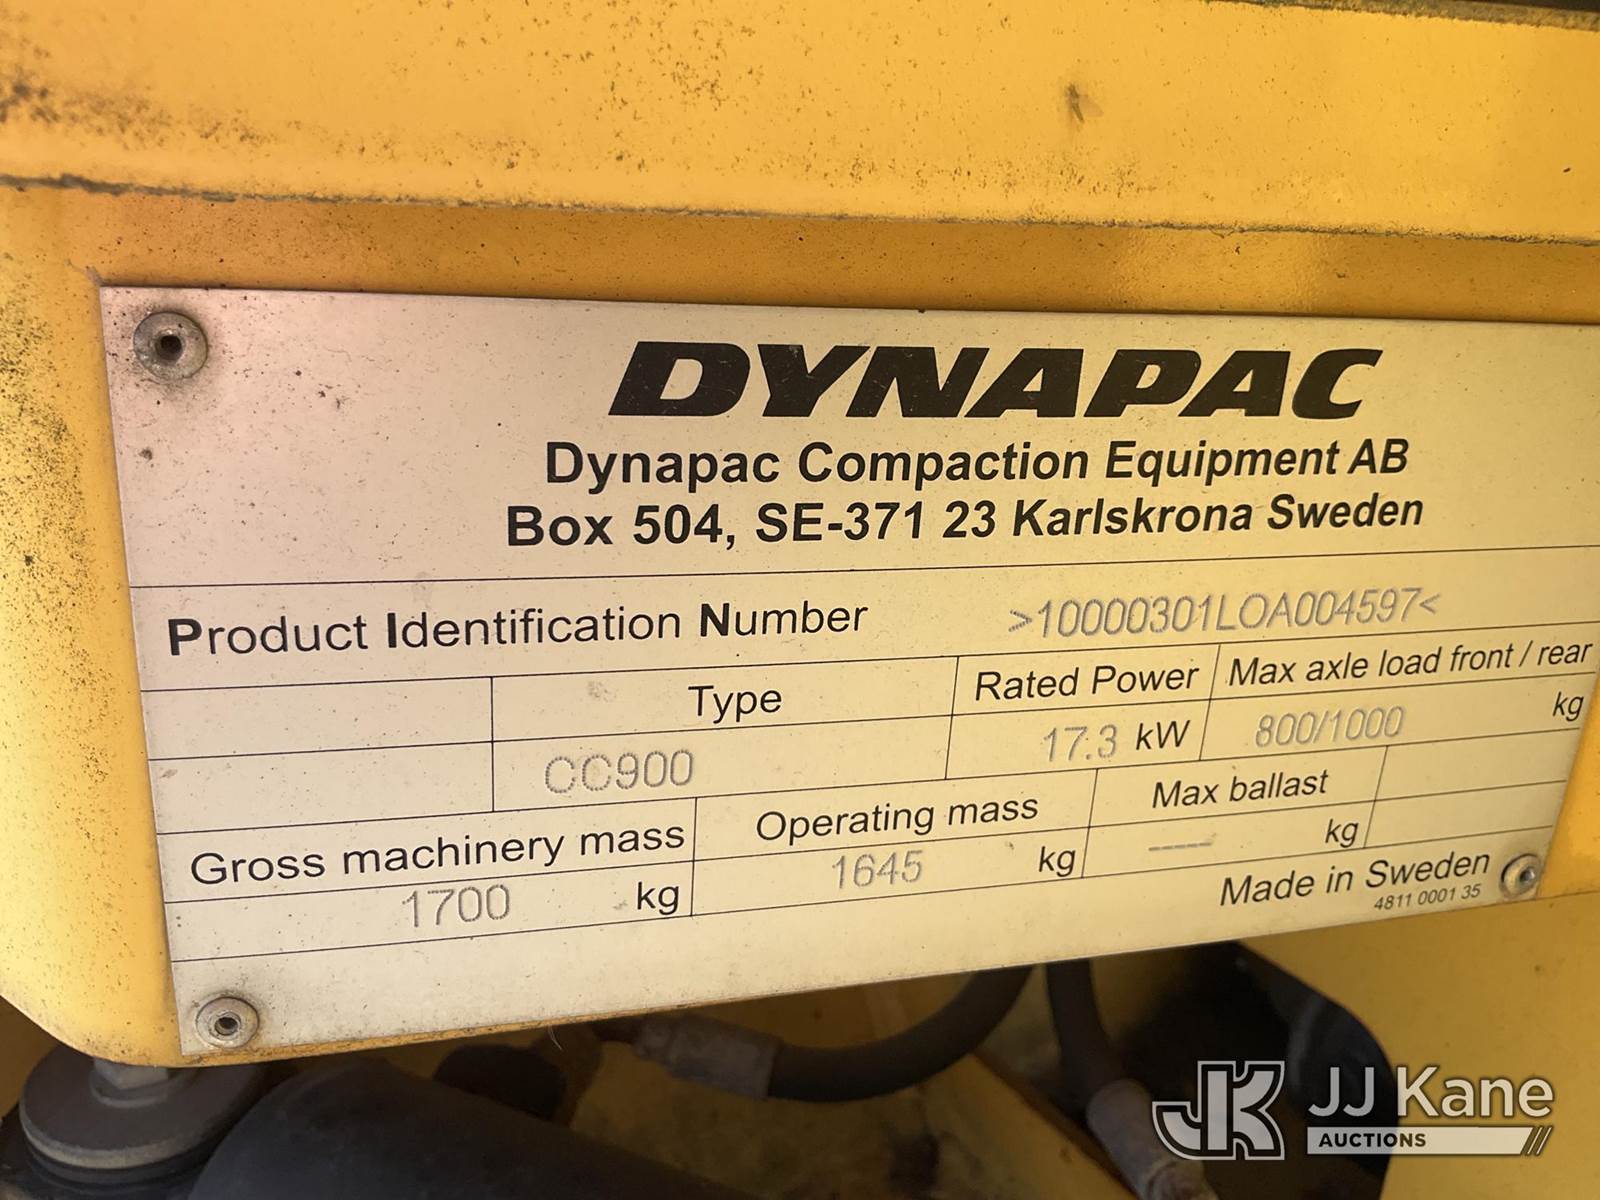 DYNAPAC
Dynapac Compaction Equipment AB
Box 504, SE-371 23 Karlskrona Sweden
Product Identification Number >10000301LOA004597<
Type Rated Power Max axle load front / rear
CC900 17.3 kW 800/1000 kg
Gross machinery mass Operating mass Max ballast
1700 kg 1645 kg ---- kg
Made in Sweden
4811 0001 35
JK JJ Kane
AUCTIONS